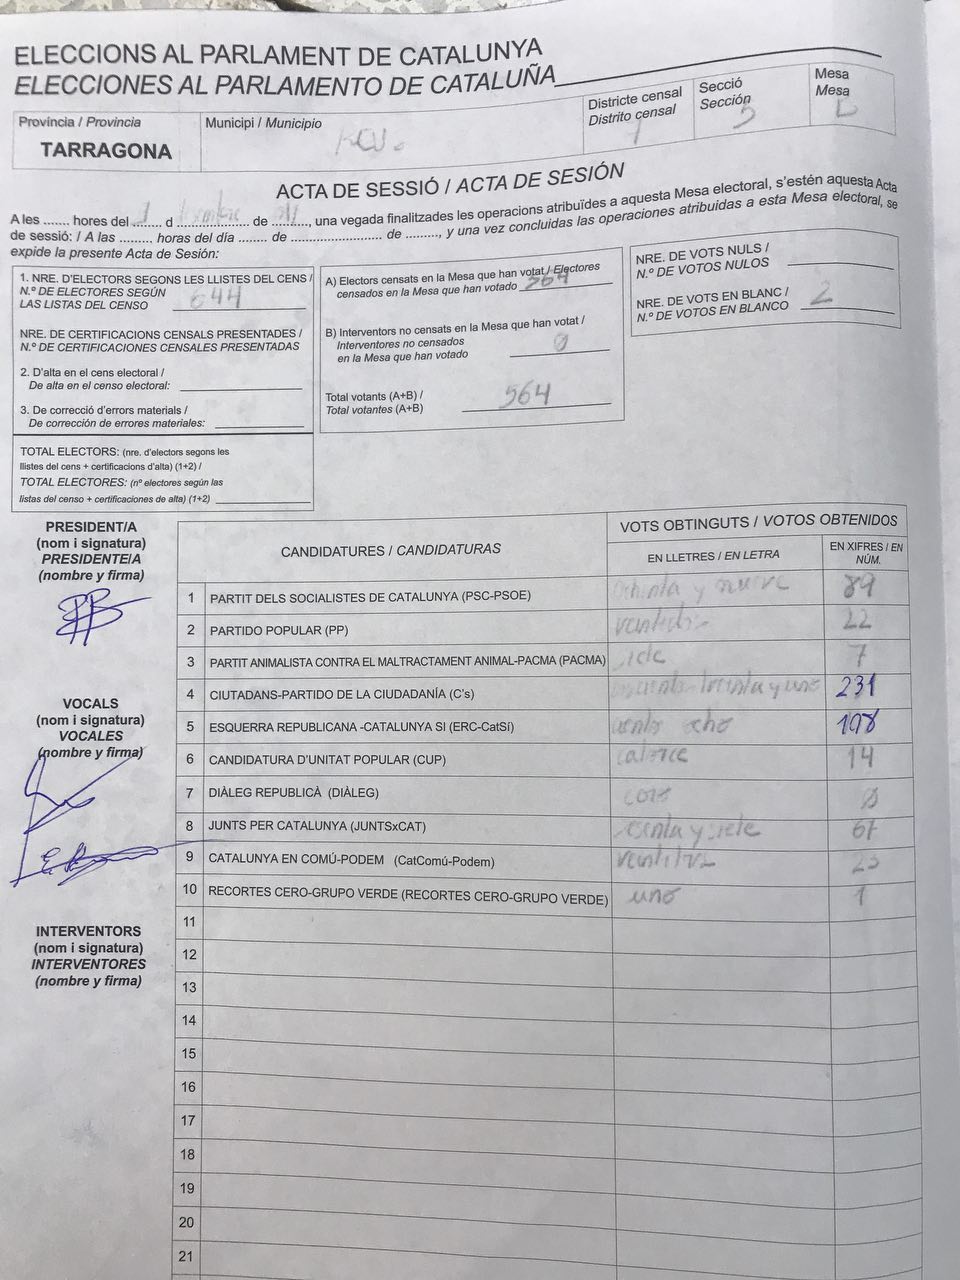 ELECCIONS AL PARLAMENT DE CATALUNYA
ELECCIONES AL PARLAMENTO DE CATALUÑA
Província / Provincia
TARRAGONA
Municipi / Municipio
Districte censal
Distrito censal
1
Secció
Sección
5
Mesa
Mesa
ACTA DE SESSIÓ / ACTA DE SESIÓN
A les ....... hores del ....... d ....... de ......., una vegada finalitzades les operacions atribuïdes a aquesta Mesa electoral, s'estén aquesta Acta
de sessió: / A las ......... horas del día ....... de ....................... de ........, y una vez concluidas las operaciones atribuidas a esta Mesa electoral, se
expide la presente Acta de Sesión:
1. NRE. D'ELECTORS SEGONS LES LLISTES DEL CENS /
N.º DE ELECTORES SEGÚN
LAS LISTAS DEL CENSO 644
NRE. DE CERTIFICACIONS CENSALS PRESENTADES /
N.º DE CERTIFICACIONES CENSALES PRESENTADAS
2. D'alta en el cens electoral /
De alta en el censo electoral:
3. De correcció d'errors materials /
De corrección de errores materiales:
TOTAL ELECTORS: (nre. d'electors segons les
llistes del cens + certificacions d'alta) (1+2) /
TOTAL ELECTORES: (nº electores según las
listas del censo + certificaciones de alta) (1+2)
A) Electors censats en la Mesa que han votat / Electores
censados en la Mesa que han votado 564
B) Interventors no censats en la Mesa que han votat /
Interventores no censados
en la Mesa que han votado 0
Total votants (A+B) /
Total votantes (A+B) 564
NRE. DE VOTS NULS /
N.º DE VOTOS NULOS
NRE. DE VOTS EN BLANC /
N.º DE VOTOS EN BLANCO 2
PRESIDENT/A
(nom i signatura)
PRESIDENTE/A
(nombre y firma)
VOCALS
(nom i signatura)
VOCALES
(nombre y firma)
INTERVENTORS
(nom i signatura)
INTERVENTORES
(nombre y firma)
CANDIDATURES / CANDIDATURAS
VOTS OBTINGUTS / VOTOS OBTENIDOS
EN LLETRES / EN LETRA
EN XIFRES / EN
NÚM.
1 PARTIT DELS SOCIALISTES DE CATALUNYA (PSC-PSOE) ochenta y nueve 89
2 PARTIDO POPULAR (PP) 22
3 PARTIT ANIMALISTA CONTRA EL MALTRACTAMENT ANIMAL-PACMA (PACMA) siete 7
4 CIUTADANS-PARTIDO DE LA CIUDADANÍA (C's) treinta y uno 231
5 ESQUERRA REPUBLICANA -CATALUNYA SI (ERC-CatSí) ocho 108
6 CANDIDATURA D'UNITAT POPULAR (CUP) catorce 14
7 DIÀLEG REPUBLICÀ (DIÀLEG) cero 0
8 JUNTS PER CATALUNYA (JUNTSxCAT) sesenta y siete 67
9 CATALUNYA EN COMÚ-PODEM (CatComú-Podem) veintitres 23
10 RECORTES CERO-GRUPO VERDE (RECORTES CERO-GRUPO VERDE) uno 1
11
12
13
14
15
16
17
18
19
20
21